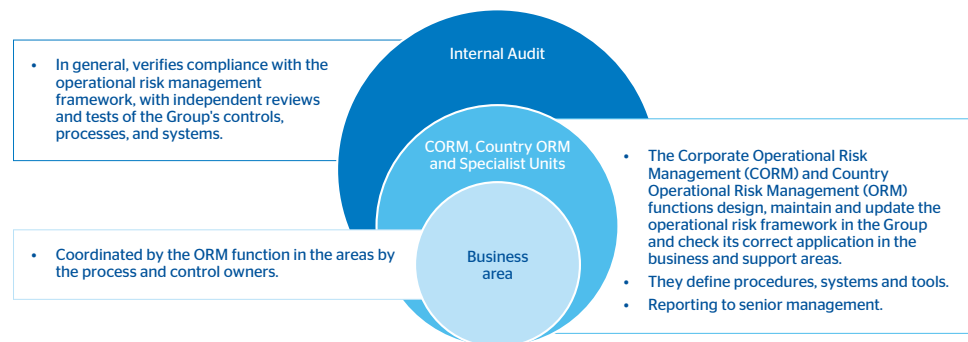 Internal Audit
• In general, verifies compliance with the
operational risk management
framework, with independent reviews
and tests of the Group's controls,
processes, and systems.
CORM, Country ORM
and Specialist Units
• The Corporate Operational Risk
Management (CORM) and Country
Operational Risk Management (ORM)
functions design, maintain and update the
operational risk framework in the Group
and check its correct application in the
business and support areas.
• They define procedures, systems and tools.
• Reporting to senior management.
• Coordinated by the ORM function in the areas by
the process and control owners.
Business
area